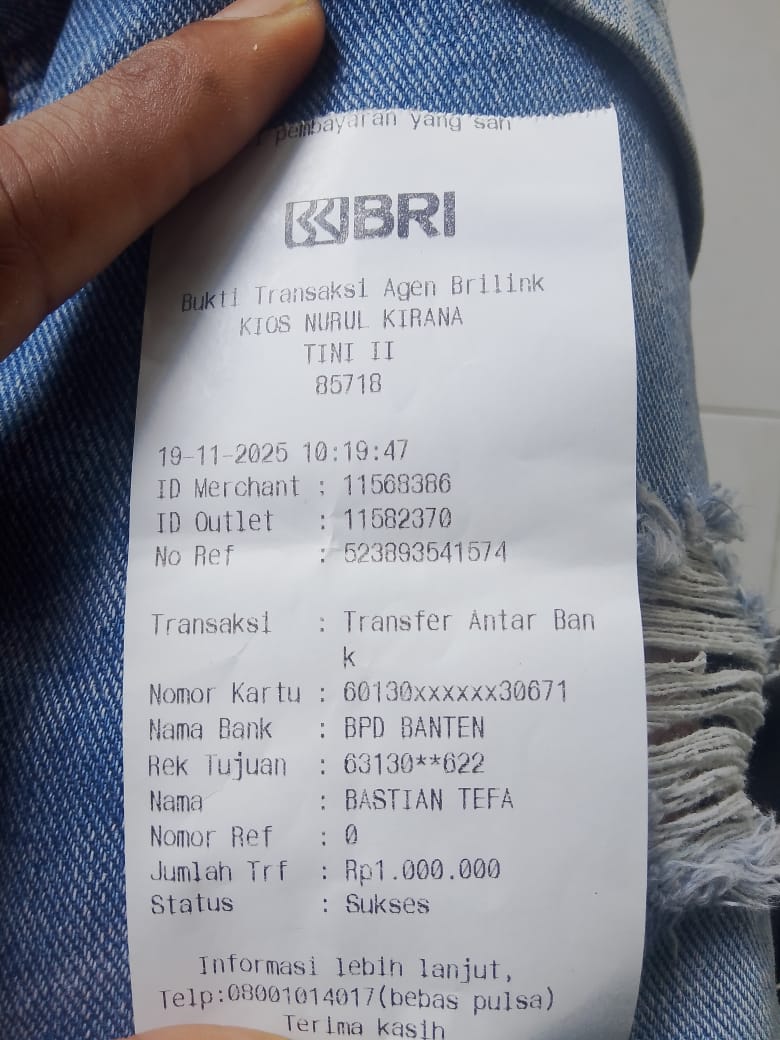 pembayaran yang sah
BRI
Bukti Transaksi Agen Brilink
KIOS NURUL KIRANA
TINI II
85718
19-11-2025 10:19:47
ID Merchant : 11568386
ID Outlet : 11582370
No Ref : 523893541574
Transaksi : Transfer Antar Ban
k
Nomor Kartu : 60130xxxxxx30671
Nama Bank : BPD BANTEN
Rek Tujuan : 63130**622
Nama : BASTIAN TEFA
Nomor Ref : 0
Jumlah Trf : Rp1.000.000
Status : Sukses
Informasi lebih lanjut,
Telp:08001014017(bebas pulsa)
Terima kasih